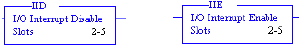 IID
I/O Interrupt Disable
Slots 2-5
IIE
I/O Interrupt Enable
Slots 2-5